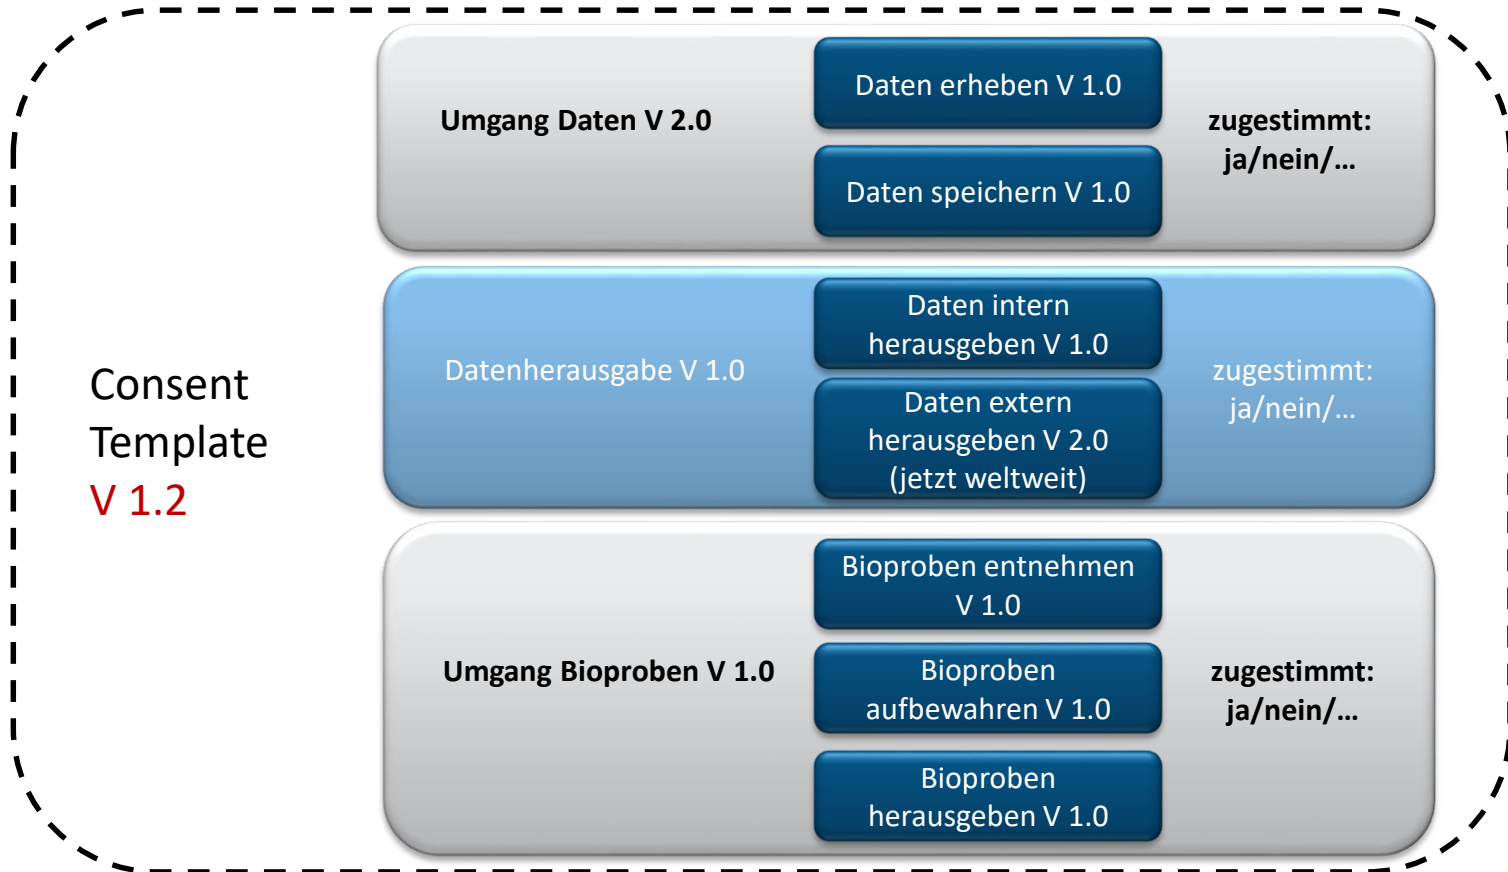 Consent
Template
V 1.2
Umgang Daten V 2.0
Daten erheben V 1.0
Daten speichern V 1.0
zugestimmt:
ja/nein/...
Datenherausgabe V 1.0
Daten intern
herausgeben V 1.0
Daten extern
herausgeben V 2.0
(jetzt weltweit)
zugestimmt:
ja/nein/...
Umgang Bioproben V 1.0
Bioproben entnehmen
V 1.0
Bioproben
aufbewahren V 1.0
Bioproben
herausgeben V 1.0
zugestimmt:
ja/nein/...